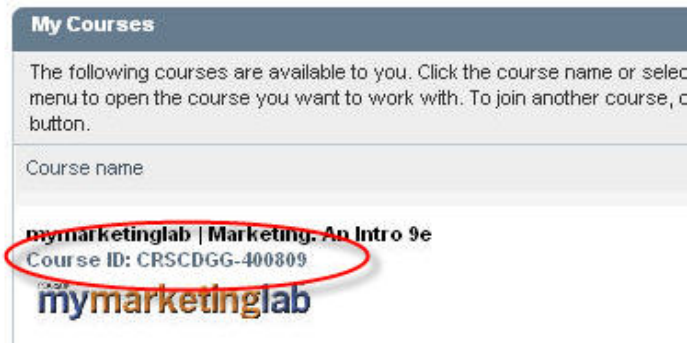 My Courses
The following courses are available to you. Click the course name or selec
menu to open the course you want to work with. To join another course, c
button.
Course name
mymarketinglab | Marketing: An Intro 9e
Course ID: CRSCDGG-400809
mymarketinglab